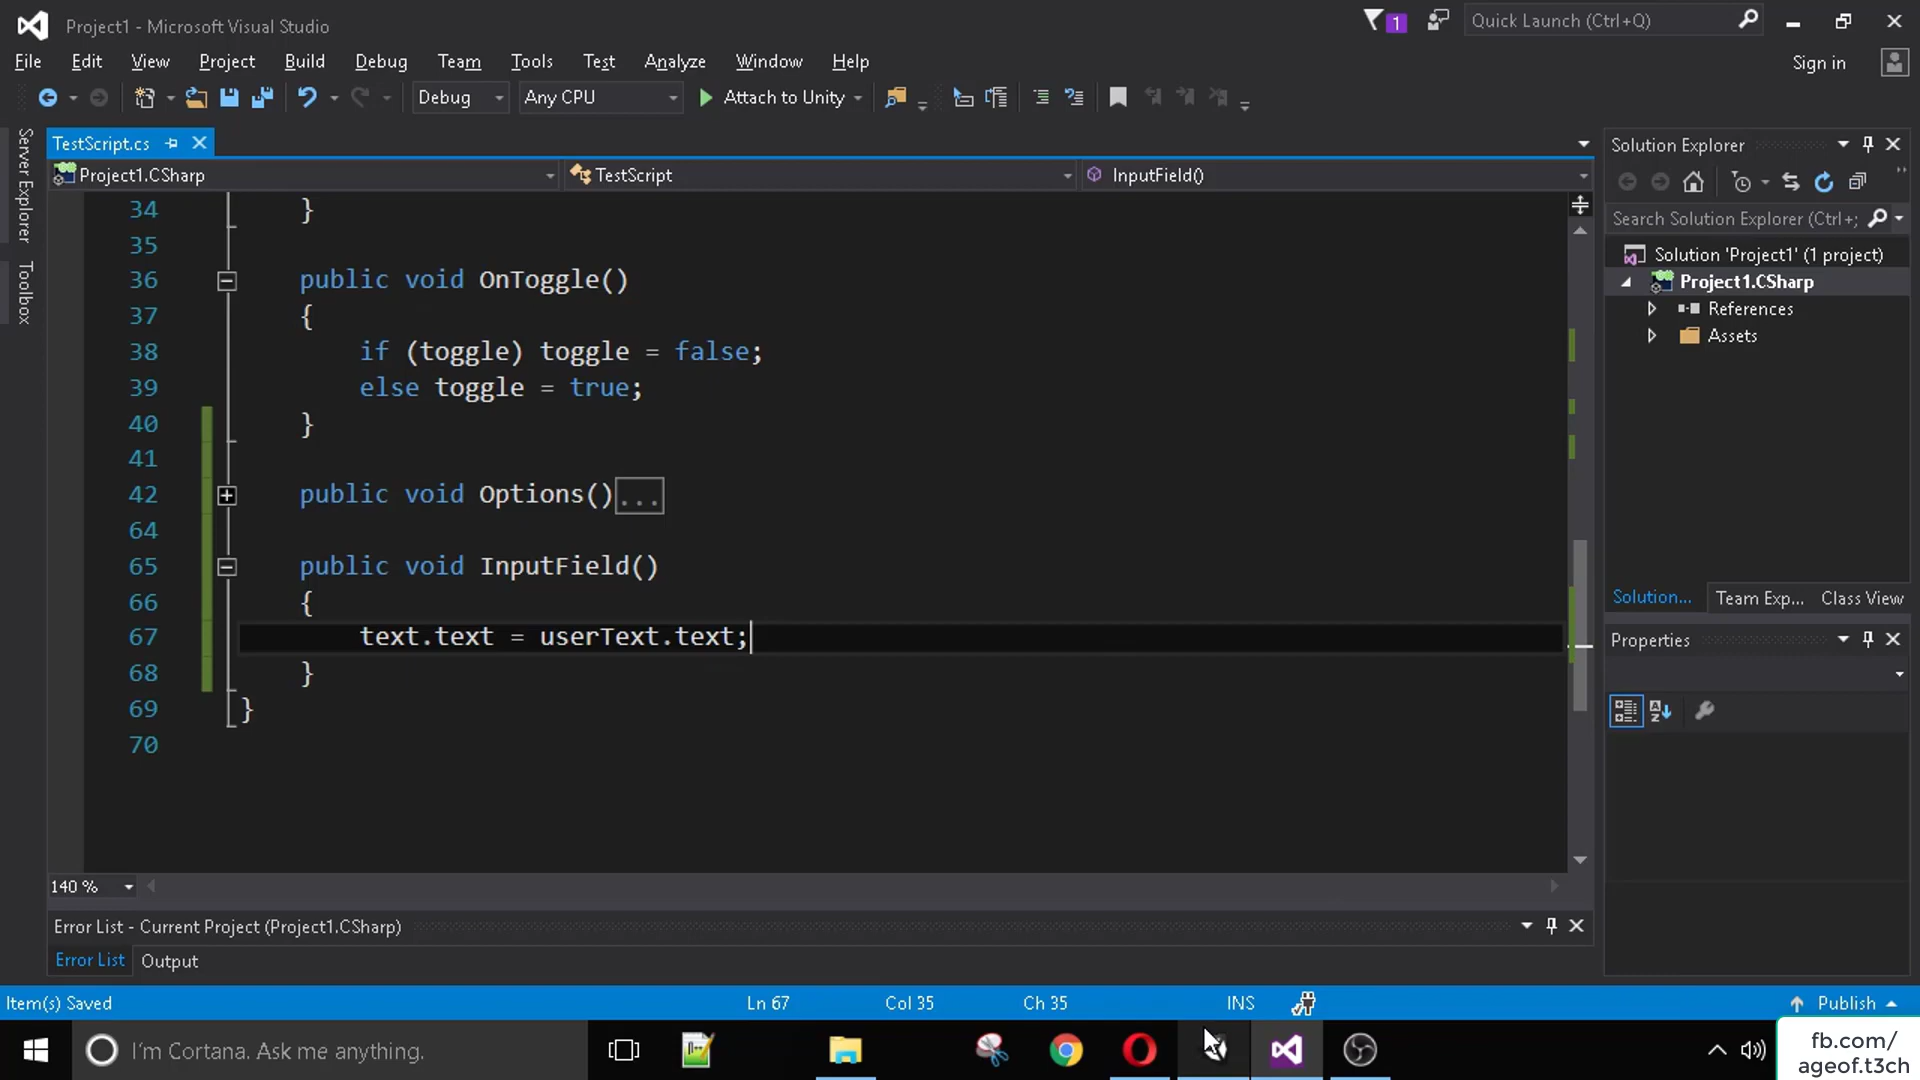 Project1 - Microsoft Visual Studio
1
Quick Launch (Ctrl+Q)
File Edit View Project Build Debug Team Tools Test Analyze Window Help
Sign in
Debug Any CPU Attach to Unity
Server Explorer
Toolbox
TestScript.cs
Project1.CSharp TestScript InputField()
34 }
35
36 public void OnToggle()
37 {
38 if (toggle) toggle = false;
39 else toggle = true;
40 }
41
42 public void Options()...
64
65 public void InputField()
66 {
67 text.text = userText.text;
68 }
69 }
70
140 %
Error List - Current Project (Project1.CSharp)
Error List Output
Solution Explorer
Search Solution Explorer (Ctrl+;
Solution 'Project1' (1 project)
Project1.CSharp
References
Assets
Solution... Team Exp... Class View
Properties
Item(s) Saved Ln 67 Col 35 Ch 35 INS Publish
I'm Cortana. Ask me anything.
fb.com/
ageof.t3ch